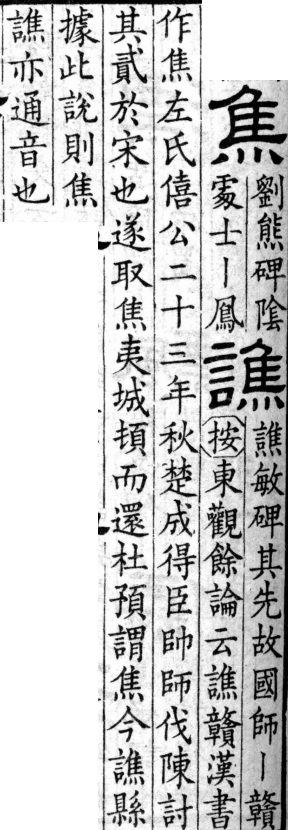 焦劉熊碑陰處士丨鳳譙譙敏碑其先故國師丨贛按東觀餘論云譙贛漢書
作焦左氏僖公二十三年秋楚成得臣帥師伐陳討
其貳於宋也遂取焦夷城頓而還杜預謂焦今譙縣
據此說則焦
譙亦通音也